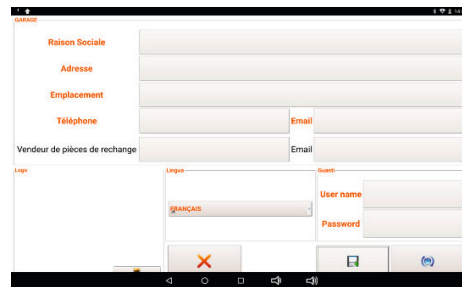 GARAGE
Raison Sociale
Adresse
Emplacement
Téléphone Email
Vendeur de pièces de rechange Email
Logo Lingua Guasti
FRANÇAIS
User name
Password